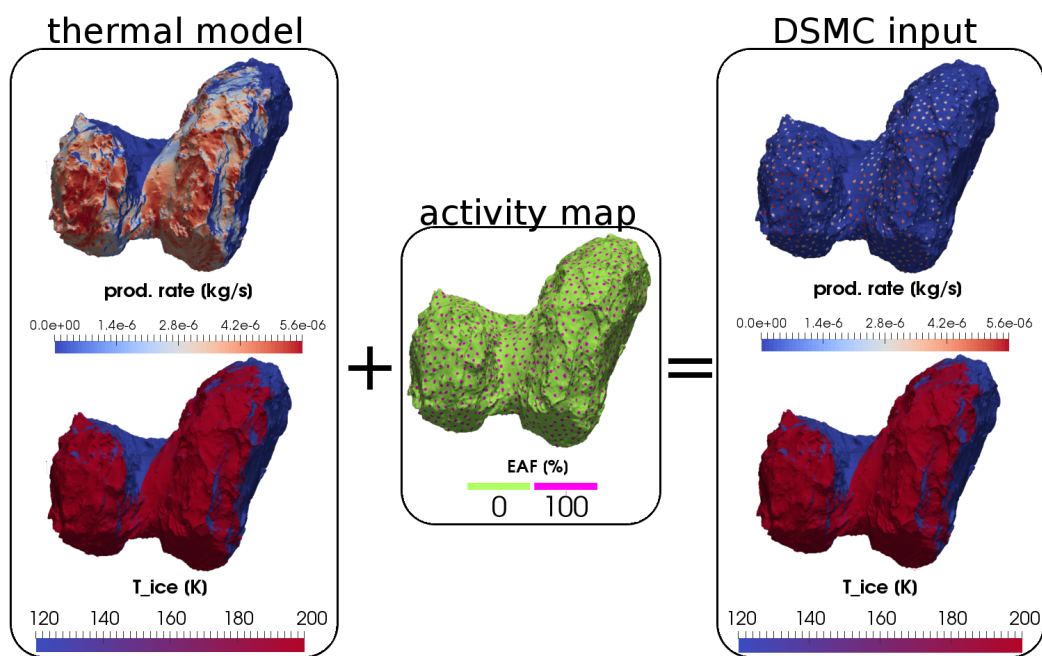 thermal model
prod. rate (kg/s)
0.0e+00 1.4e-6 2.8e-6 4.2e-6 5.6e-06
T_ice (K)
120 140 160 180 200
+
activity map
EAF (%)
0 100
=
DSMC input
prod. rate (kg/s)
0.0e+00 1.4e-6 2.8e-6 4.2e-6 5.6e-06
T_ice (K)
120 140 160 180 200